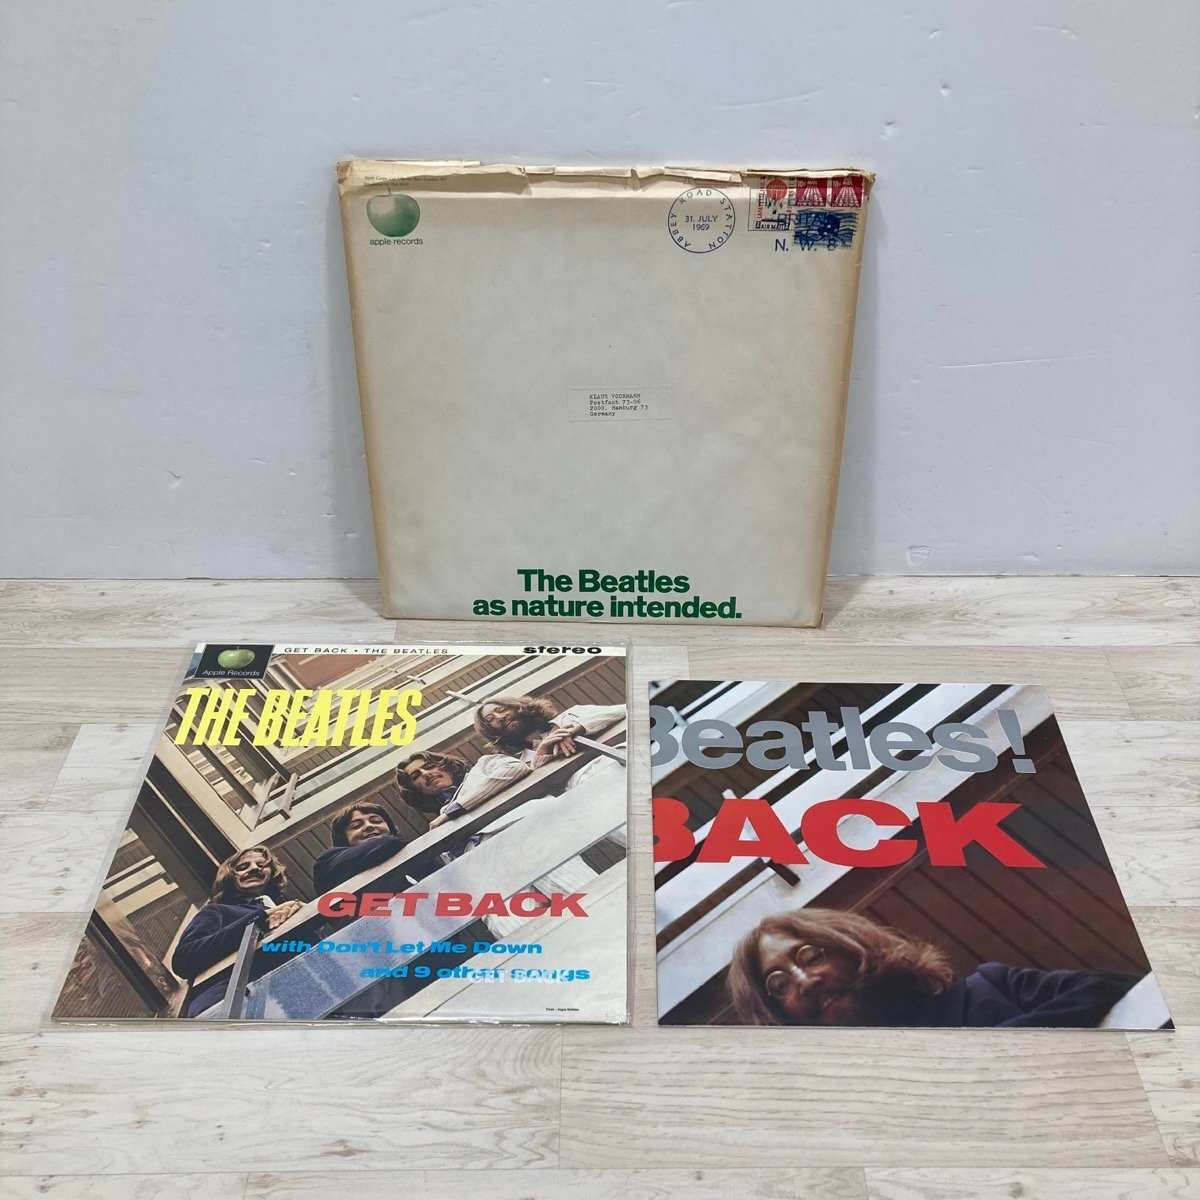 apple records
ABBEY ROAD STATION
31. JULY
1969
N. W. 8
KLAUS VOORMANN
Postfach 73-06
2000. Hamburg 73
Germany
The Beatles
as nature intended.
Apple Records
GET BACK • THE BEATLES
stereo
THE BEATLES
GET BACK
with Don't Let Me Down
and 9 other songs
GET BACK
Beatles!
BACK